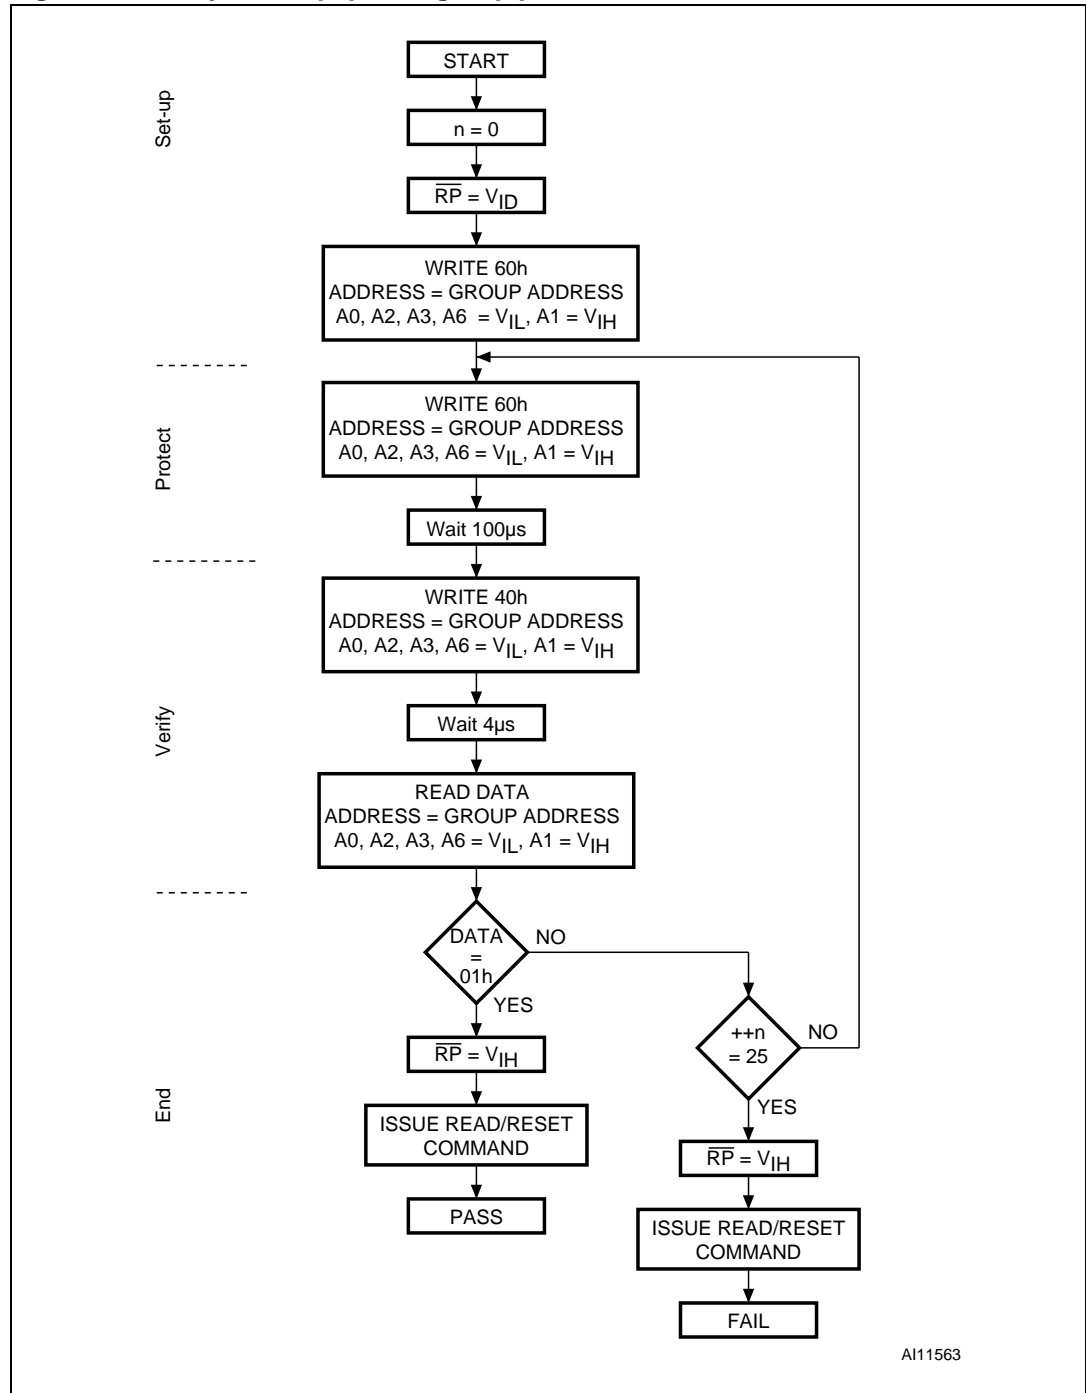 START
Set-up
n = 0
RP = VID
WRITE 60h
ADDRESS = GROUP ADDRESS
A0, A2, A3, A6 = VIL, A1 = VIH
Protect
WRITE 60h
ADDRESS = GROUP ADDRESS
A0, A2, A3, A6 = VIL, A1 = VIH
Wait 100µs
WRITE 40h
ADDRESS = GROUP ADDRESS
A0, A2, A3, A6 = VIL, A1 = VIH
Verify
Wait 4µs
READ DATA
ADDRESS = GROUP ADDRESS
A0, A2, A3, A6 = VIL, A1 = VIH
DATA
=
01h
NO
YES
++n
= 25
NO
YES
End
RP = VIH
ISSUE READ/RESET
COMMAND
PASS
RP = VIH
ISSUE READ/RESET
COMMAND
FAIL
AI11563